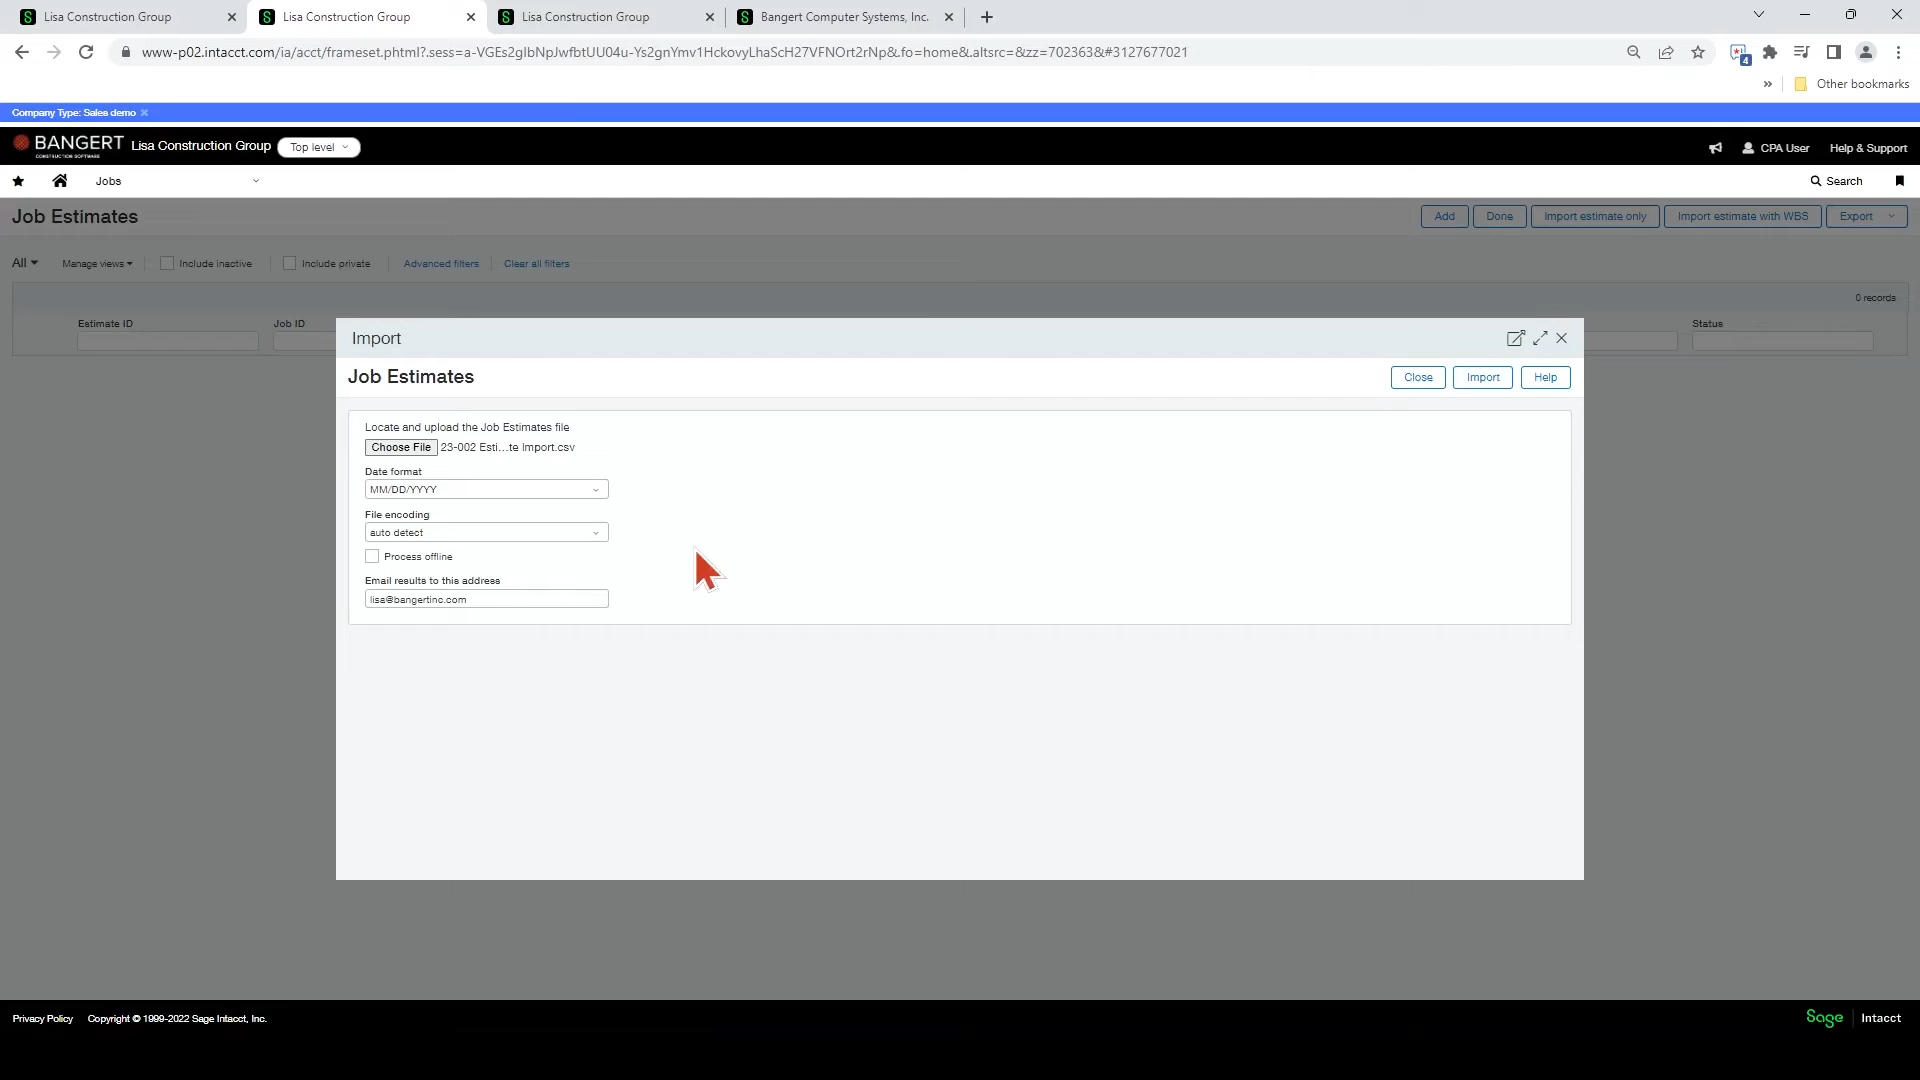 Lisa Construction Group
Lisa Construction Group
Lisa Construction Group
Bangert Computer Systems, Inc.
www-p02.intacct.com/ia/acct/frameset.phtml?.sess=a-VGEs2glbNpJwfbtUU04u-Ys2gnYmv1HckovyLhaScH27VFNOrt2rNp&.fo=home&.altsrc=&zz=702363&#3127677021
4
Other bookmarks
Company Type: Sales demo
BANGERT
CONSTRUCTION SOFTWARE
Lisa Construction Group
Top level
CPA User
Help & Support
Jobs
Search
Job Estimates
Add
Done
Import estimate only
Import estimate with WBS
Export
All
Manage views
Include inactive
Include private
Advanced filters
Clear all filters
0 records
Estimate ID
Job ID
Status
Import
Job Estimates
Close
Import
Help
Locate and upload the Job Estimates file
Choose File 23-002 Esti...te Import.csv
Date format
MM/DD/YYYY
File encoding
auto detect
Process offline
Email results to this address
lisa@bangertinc.com
Privacy Policy
Copyright © 1999-2022 Sage Intacct, Inc.
Sage
Intacct